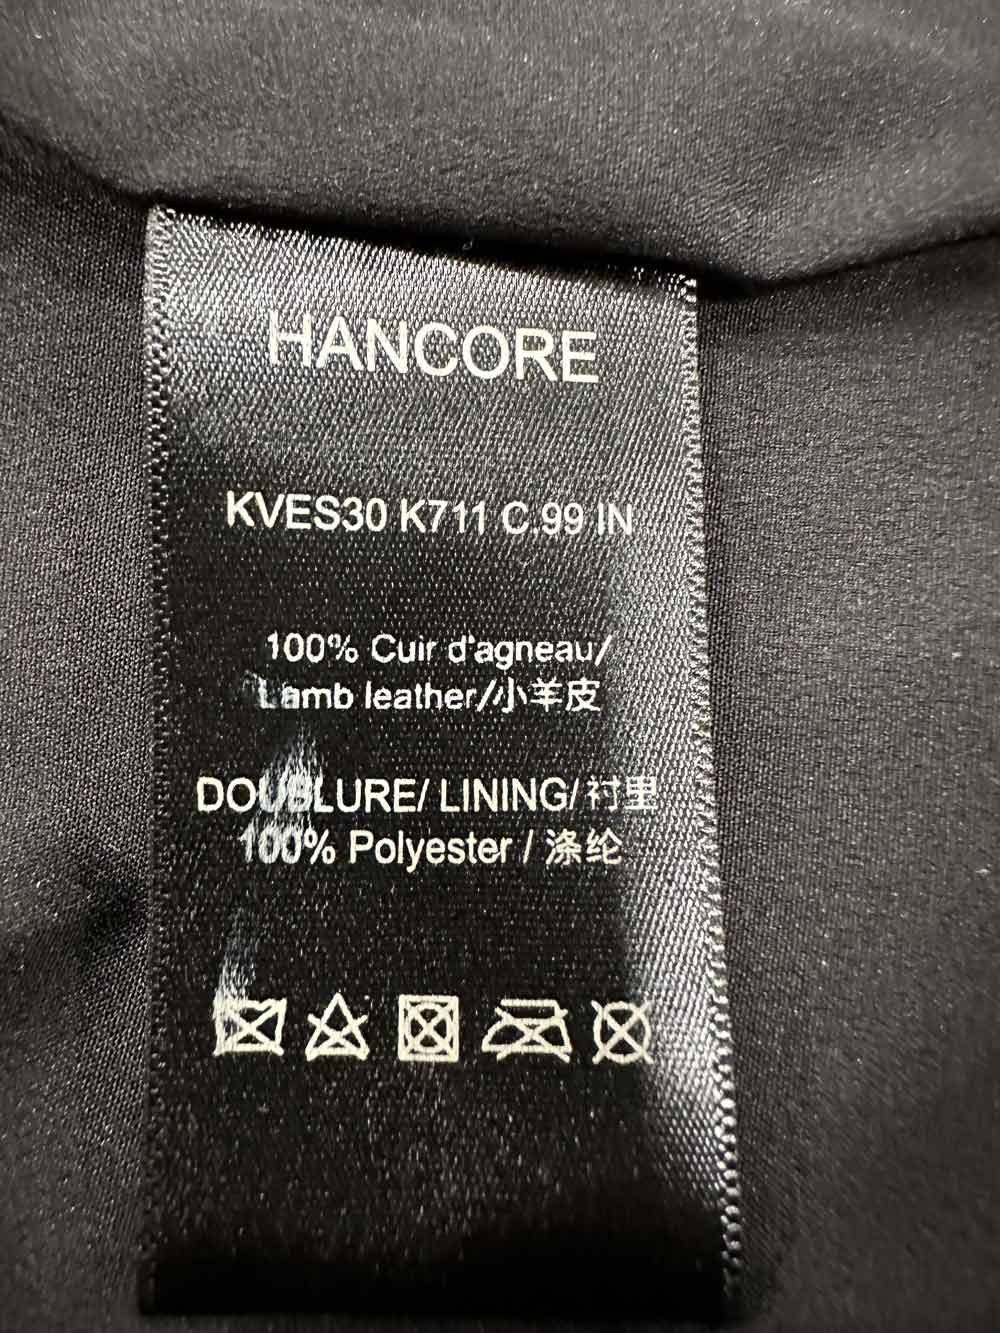 HANCORE
KVES30 K711 C.99 IN
100% Cuir d'agneau/
Lamb leather/小羊皮
DOUBLURE/ LINING/衬里
100% Polyester / 涤纶